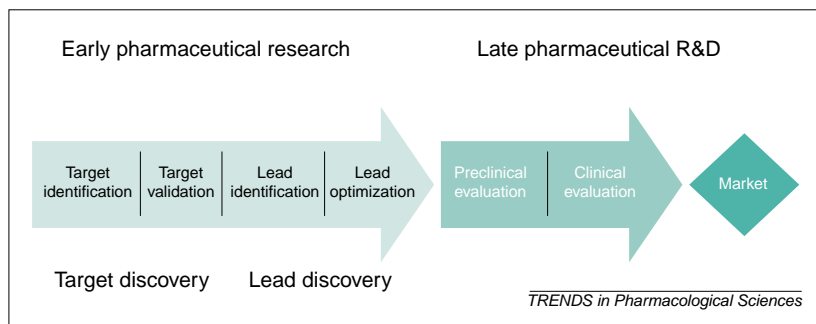 Early pharmaceutical research
Late pharmaceutical R&D
Target
identification
Target
validation
Lead
identification
Lead
optimization
Preclinical
evaluation
Clinical
evaluation
Market
Target discovery
Lead discovery
TRENDS in Pharmacological Sciences